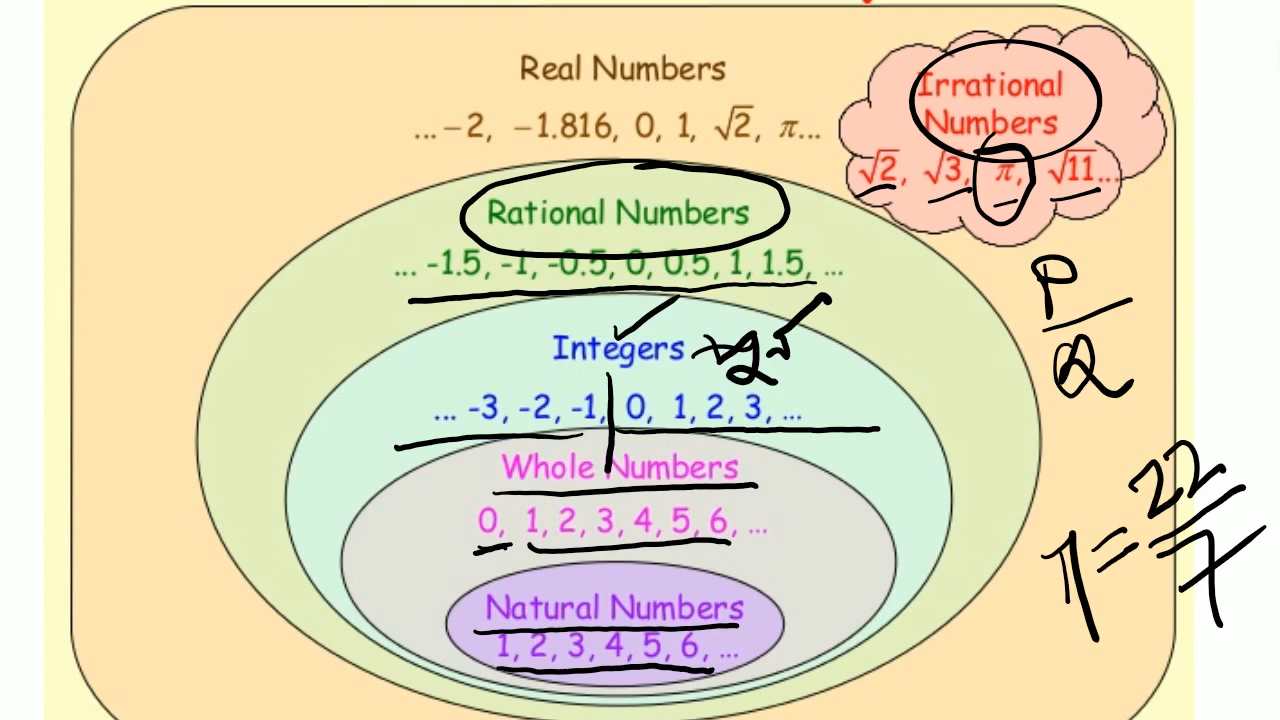 Real Numbers
...-2, -1.816, 0, 1, √2, π...
Irrational
Numbers
√2, √3, π, √11...
Rational Numbers
... -1.5, -1, -0.5, 0, 0.5, 1, 1.5, ...
P
Q
Integers
... -3, -2, -1, 0, 1, 2, 3, ...
Whole Numbers
0, 1, 2, 3, 4, 5, 6, ...
= 22
7
Natural Numbers
1, 2, 3, 4, 5, 6, ...